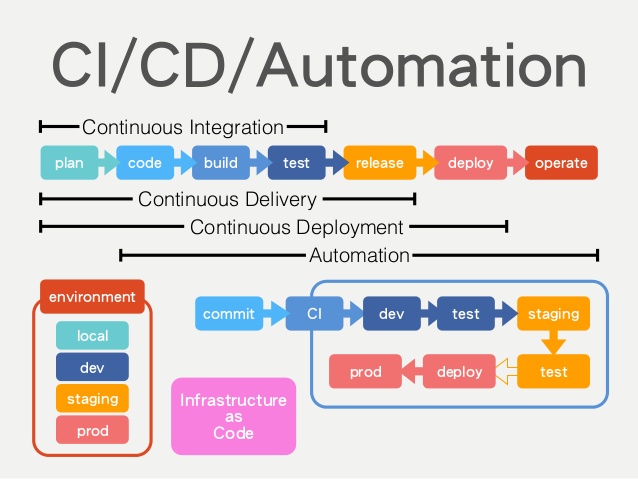 CI/CD/Automation
Continuous Integration
plan code build test release deploy operate
Continuous Delivery
Continuous Deployment
Automation
environment
local
dev
staging
prod
commit CI dev test staging
prod deploy test
Infrastructure
as
Code